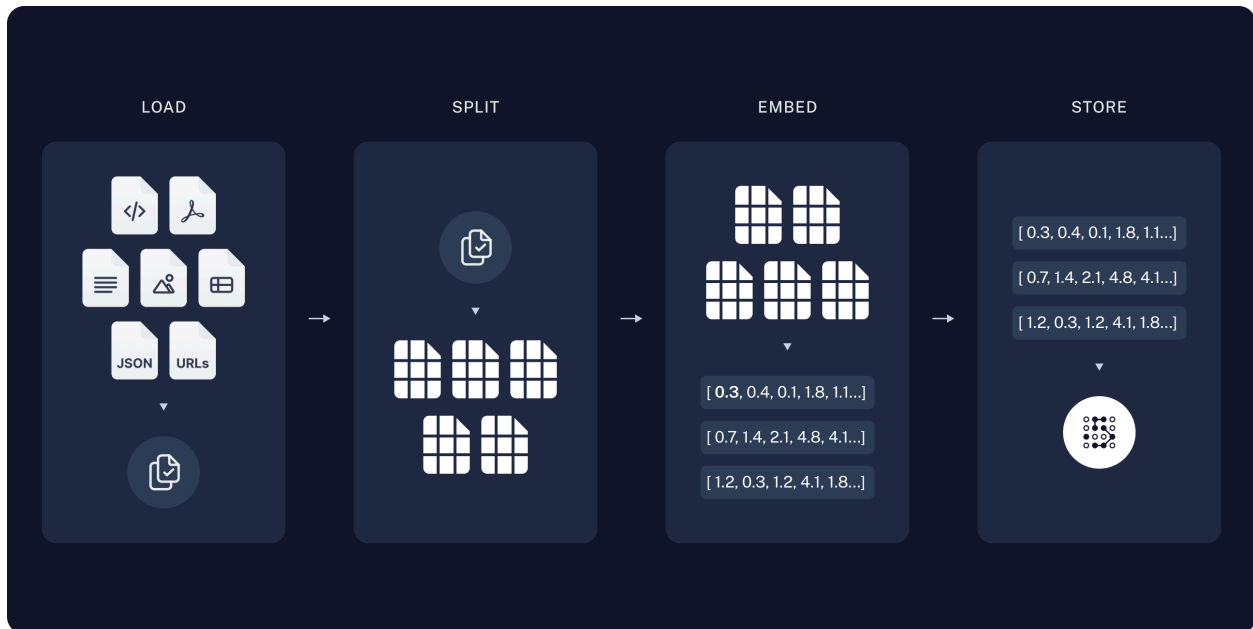 LOAD
SPLIT
EMBED
STORE
</>
JSON
URLs
[ 0.3, 0.4, 0.1, 1.8, 1.1...]
[ 0.7, 1.4, 2.1, 4.8, 4.1...]
[ 1.2, 0.3, 1.2, 4.1, 1.8...]
[ 0.3, 0.4, 0.1, 1.8, 1.1...]
[ 0.7, 1.4, 2.1, 4.8, 4.1...]
[ 1.2, 0.3, 1.2, 4.1, 1.8...]